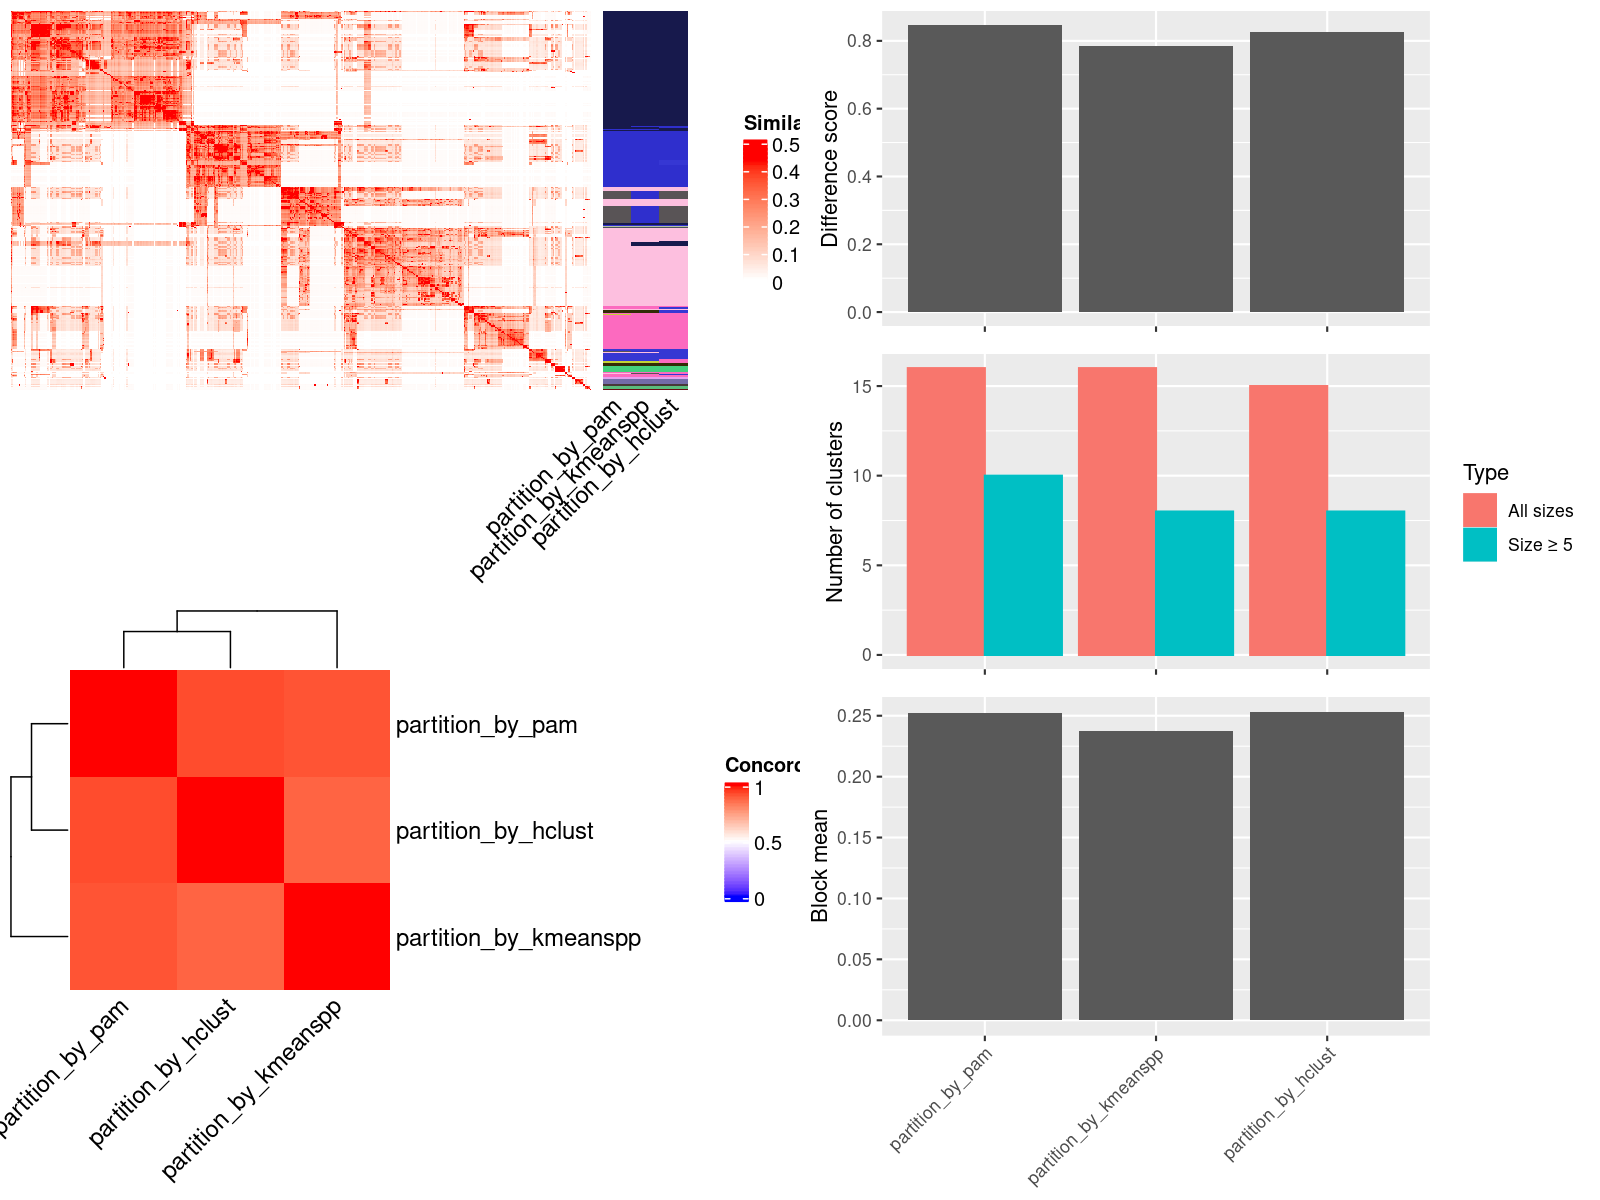 Simila
0.5
0.4
0.3
0.2
0.1
0
partition_by_pam
partition_by_kmeanspp
partition_by_hclust
Difference score
0.8
0.6
0.4
0.2
0.0
Number of clusters
15
10
5
0
Type
All sizes
Size ≥ 5
partition_by_pam
partition_by_hclust
partition_by_kmeanspp
partition_by_pam
partition_by_hclust
partition_by_kmeanspp
Concord
1
0.5
0
Block mean
0.25
0.20
0.15
0.10
0.05
0.00
partition_by_pam
partition_by_kmeanspp
partition_by_hclust